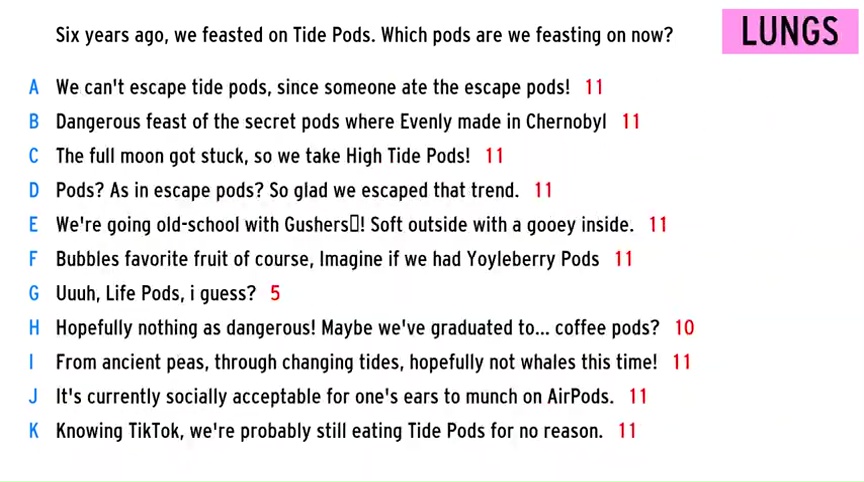 Six years ago, we feasted on Tide Pods. Which pods are we feasting on now?
LUNGS
A We can't escape tide pods, since someone ate the escape pods! 11
B Dangerous feast of the secret pods where Evenly made in Chernobyl 11
C The full moon got stuck, so we take High Tide Pods! 11
D Pods? As in escape pods? So glad we escaped that trend. 11
E We're going old-school with Gushers▯! Soft outside with a gooey inside. 11
F Bubbles favorite fruit of course, Imagine if we had Yoyleberry Pods 11
G Uuuh, Life Pods, i guess? 5
H Hopefully nothing as dangerous! Maybe we've graduated to... coffee pods? 10
I From ancient peas, through changing tides, hopefully not whales this time! 11
J It's currently socially acceptable for one's ears to munch on AirPods. 11
K Knowing TikTok, we're probably still eating Tide Pods for no reason. 11